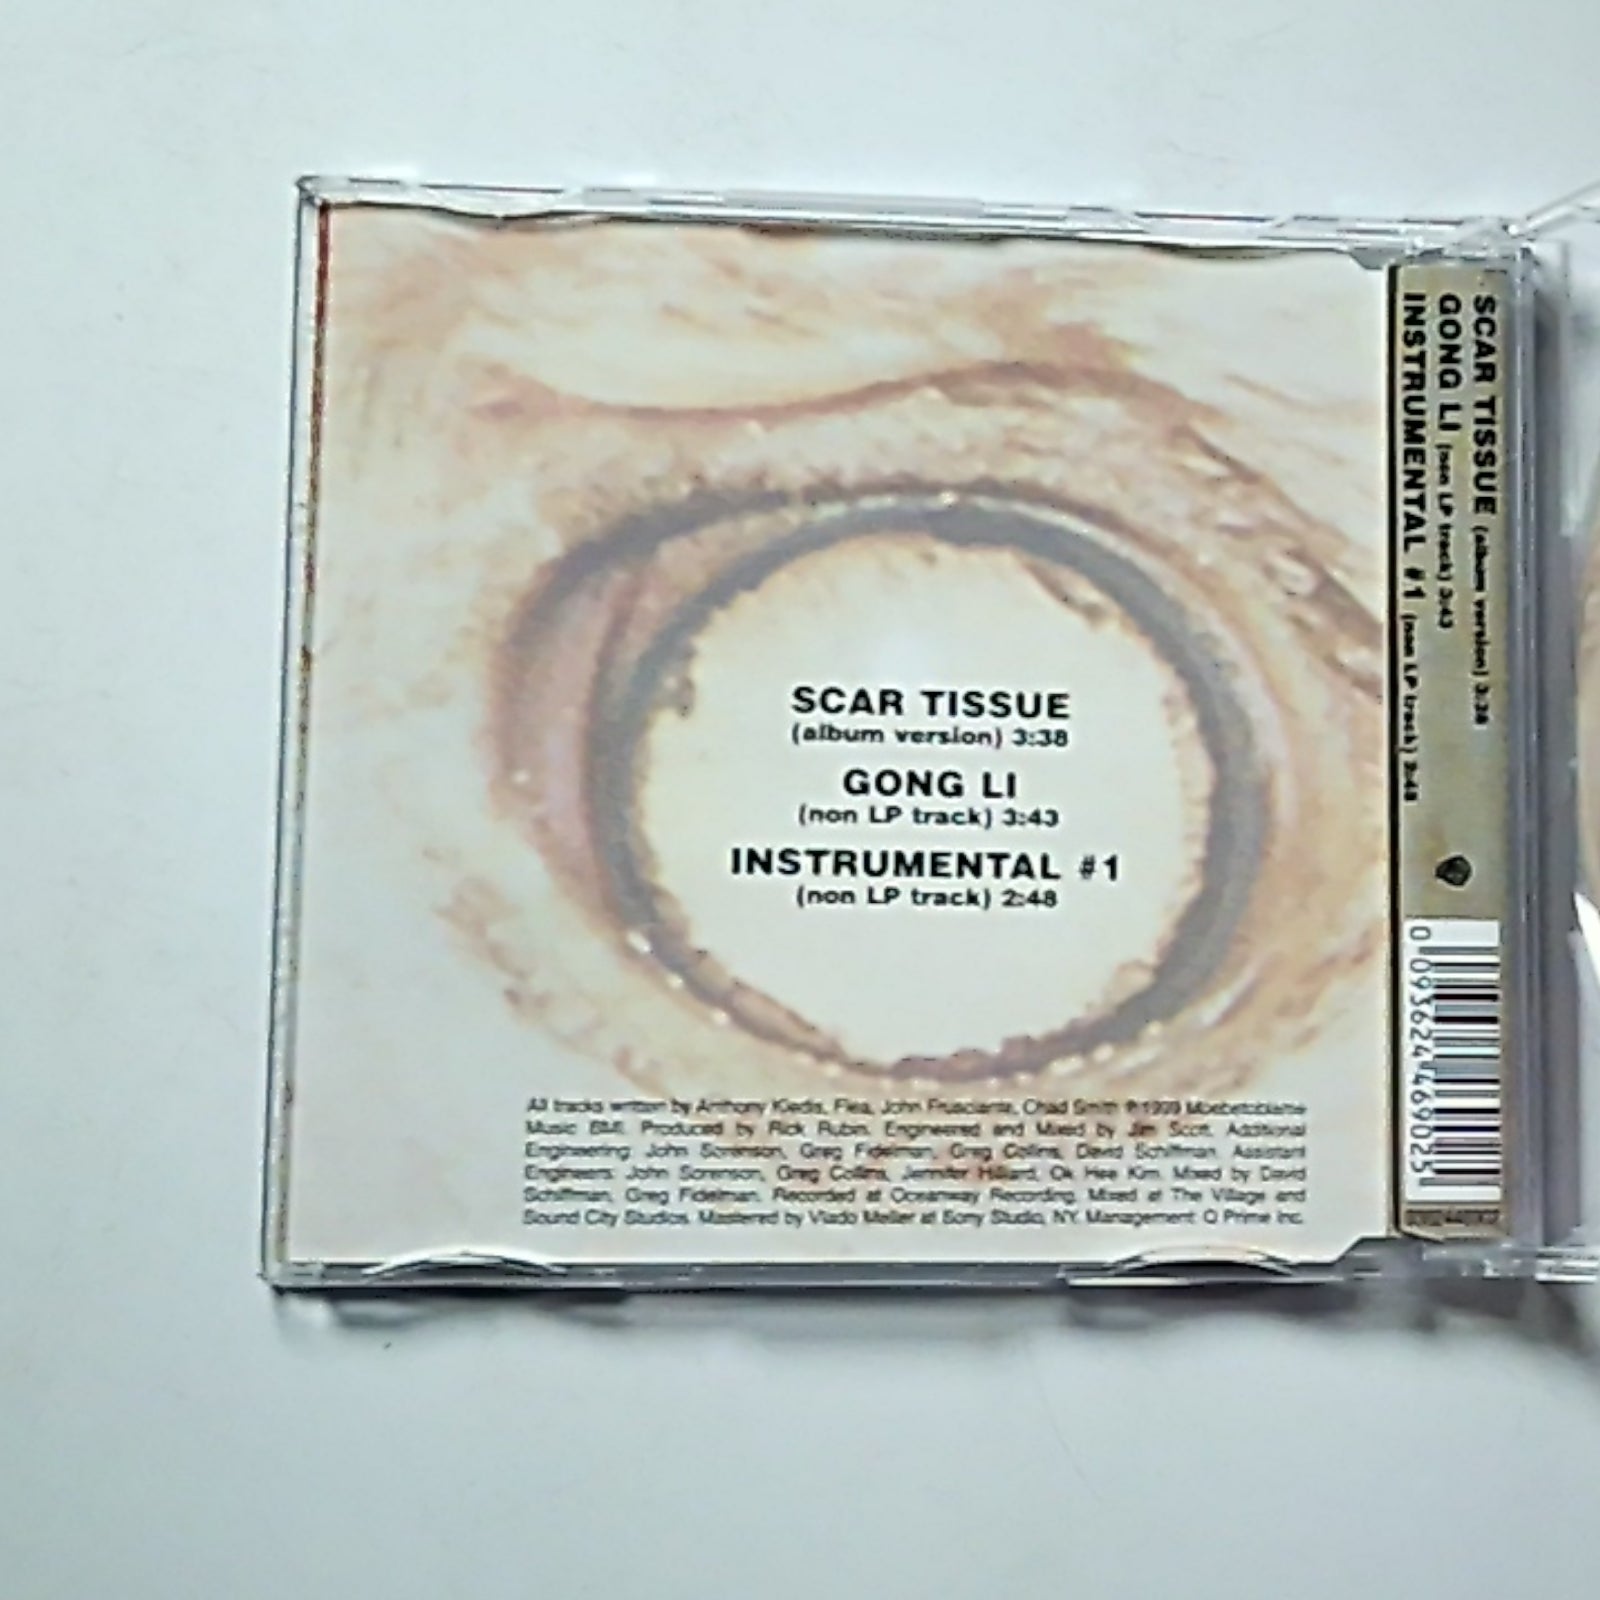 SCAR TISSUE
(album version) 3:38
GONG LI
(non LP track) 3:43
INSTRUMENTAL #1
(non LP track) 2:48
All tracks written by Anthony Kiedis, Flea, John Frusciante, Chad Smith ℗ 1999 Moebetoblame
Music BMI. Produced by Rick Rubin. Engineered and Mixed by Jim Scott. Additional
Engineering: John Sorenson, Greg Fidelman, Greg Collins, David Schiffman. Assistant
Engineers: John Sorenson, Greg Collins, Jennifer Hilliard, Ok Hee Kim. Mixed by David
Schiffman, Greg Fidelman. Recorded at Oceanway Recording. Mixed at The Village and
Sound City Studios. Mastered by Vlado Meller at Sony Studio, NY. Management: Q Prime Inc.
SCAR TISSUE (album version) 3:38
GONG LI (non LP track) 3:43
INSTRUMENTAL #1 (non LP track) 2:48
0 093624 469025